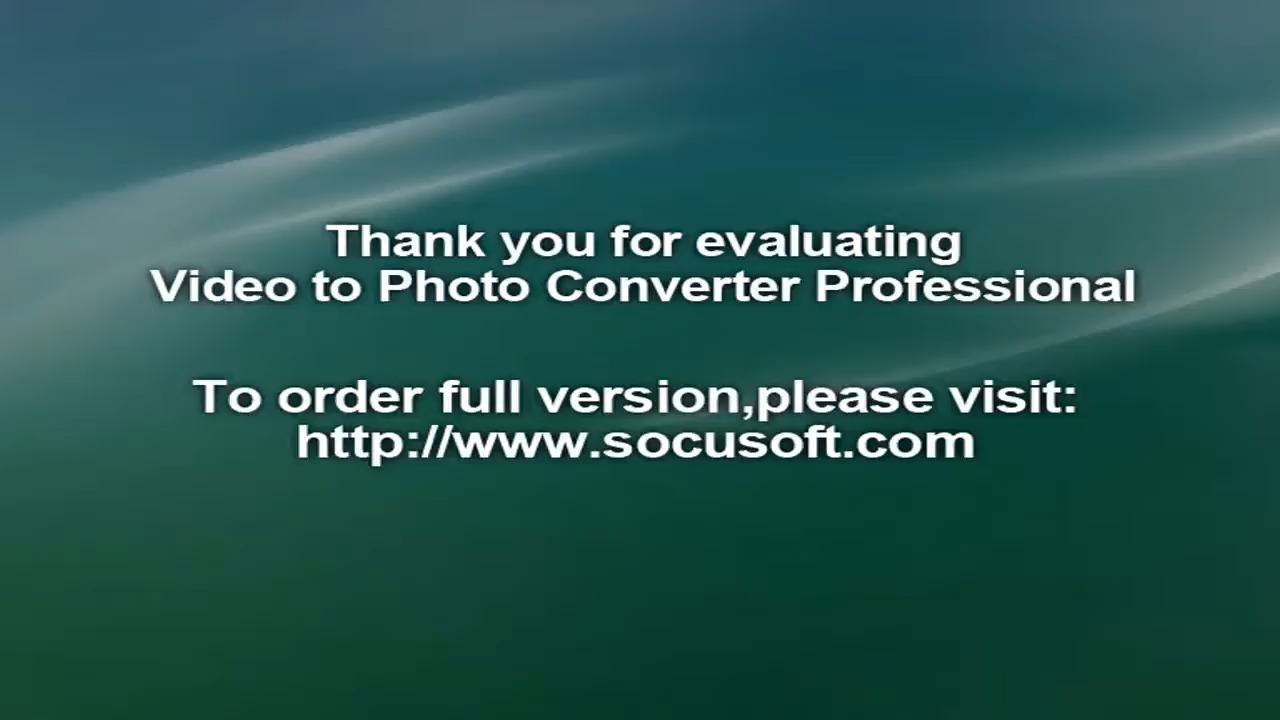 Thank you for evaluating
Video to Photo Converter Professional
To order full version,please visit:
http://www.socusoft.com